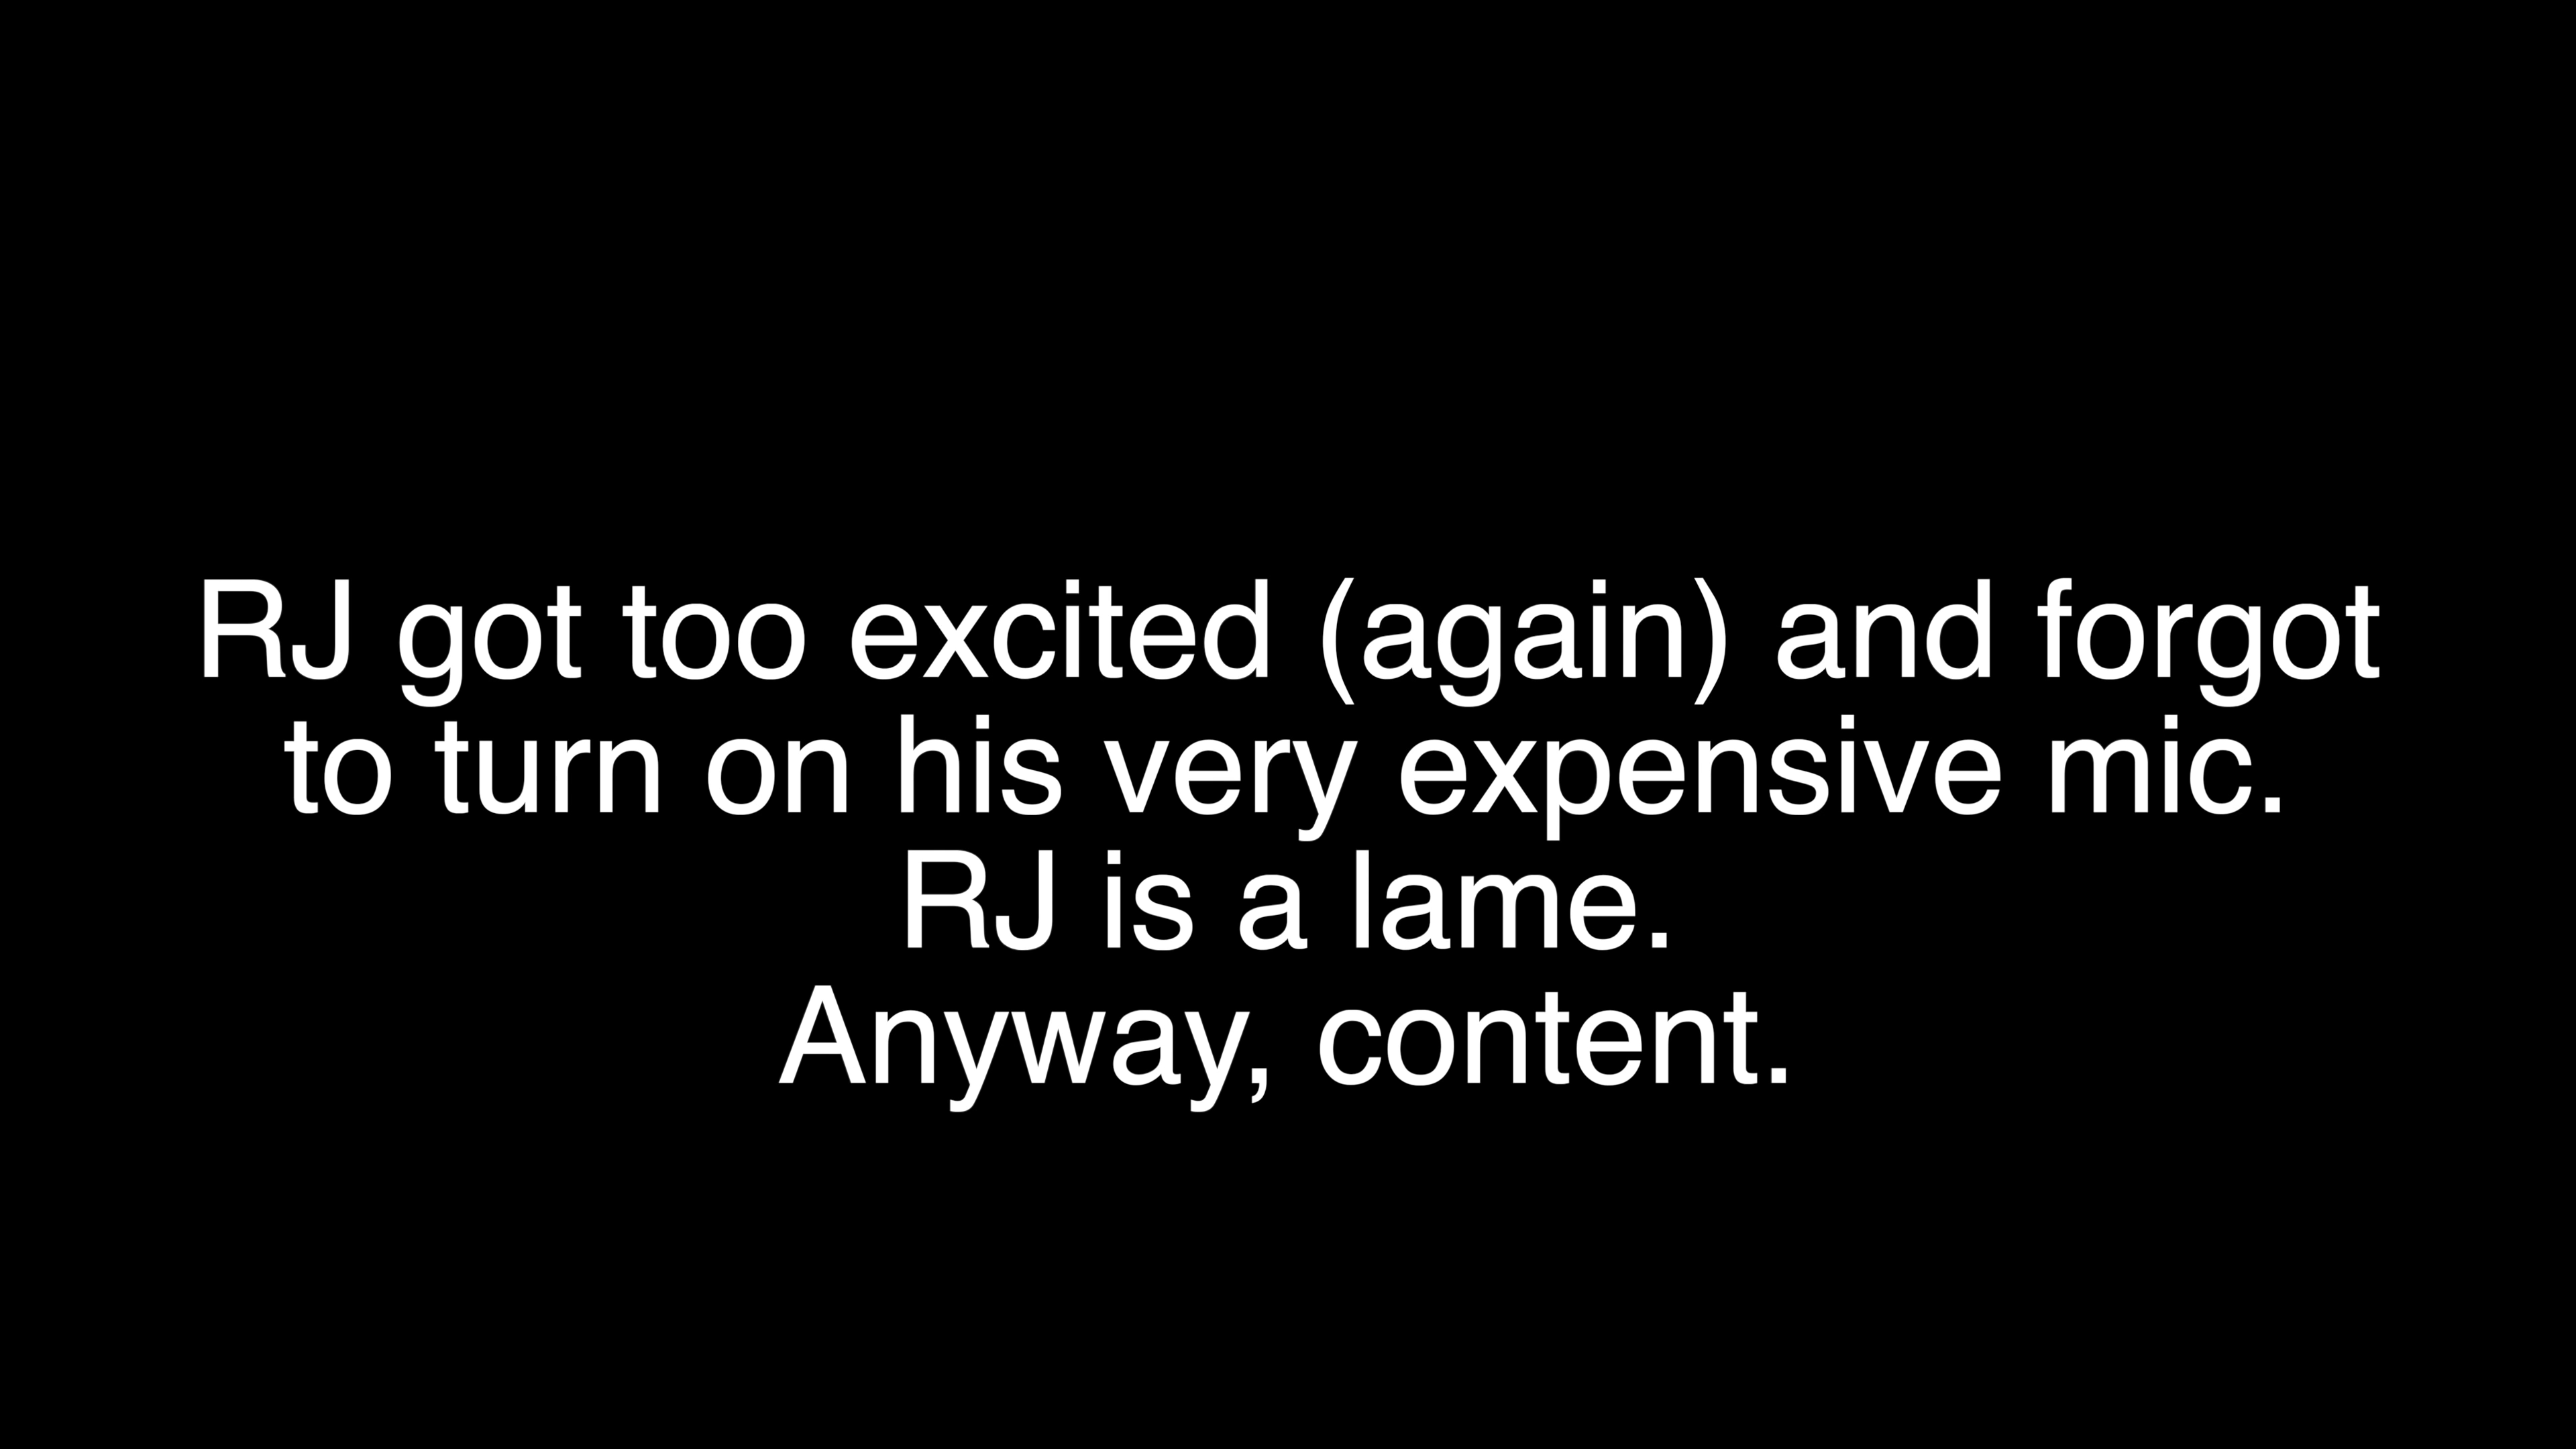 RJ got too excited (again) and forgot
to turn on his very expensive mic.
RJ is a lame.
Anyway, content.